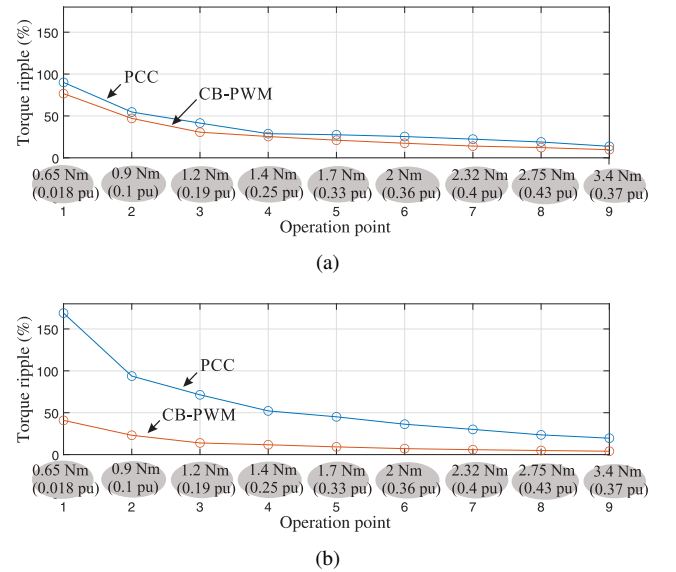 Torque ripple (%)
150
100
50
0
PCC
CB-PWM
0.65 Nm 0.9 Nm 1.2 Nm 1.4 Nm 1.7 Nm 2 Nm 2.32 Nm 2.75 Nm 3.4 Nm
(0.018 pu) (0.1 pu) (0.19 pu) (0.25 pu) (0.33 pu) (0.36 pu) (0.4 pu) (0.43 pu) (0.37 pu)
1 2 3 4 5 6 7 8 9
Operation point
(a)
Torque ripple (%)
150
100
50
0
PCC
CB-PWM
0.65 Nm 0.9 Nm 1.2 Nm 1.4 Nm 1.7 Nm 2 Nm 2.32 Nm 2.75 Nm 3.4 Nm
(0.018 pu) (0.1 pu) (0.19 pu) (0.25 pu) (0.33 pu) (0.36 pu) (0.4 pu) (0.43 pu) (0.37 pu)
1 2 3 4 5 6 7 8 9
Operation point
(b)